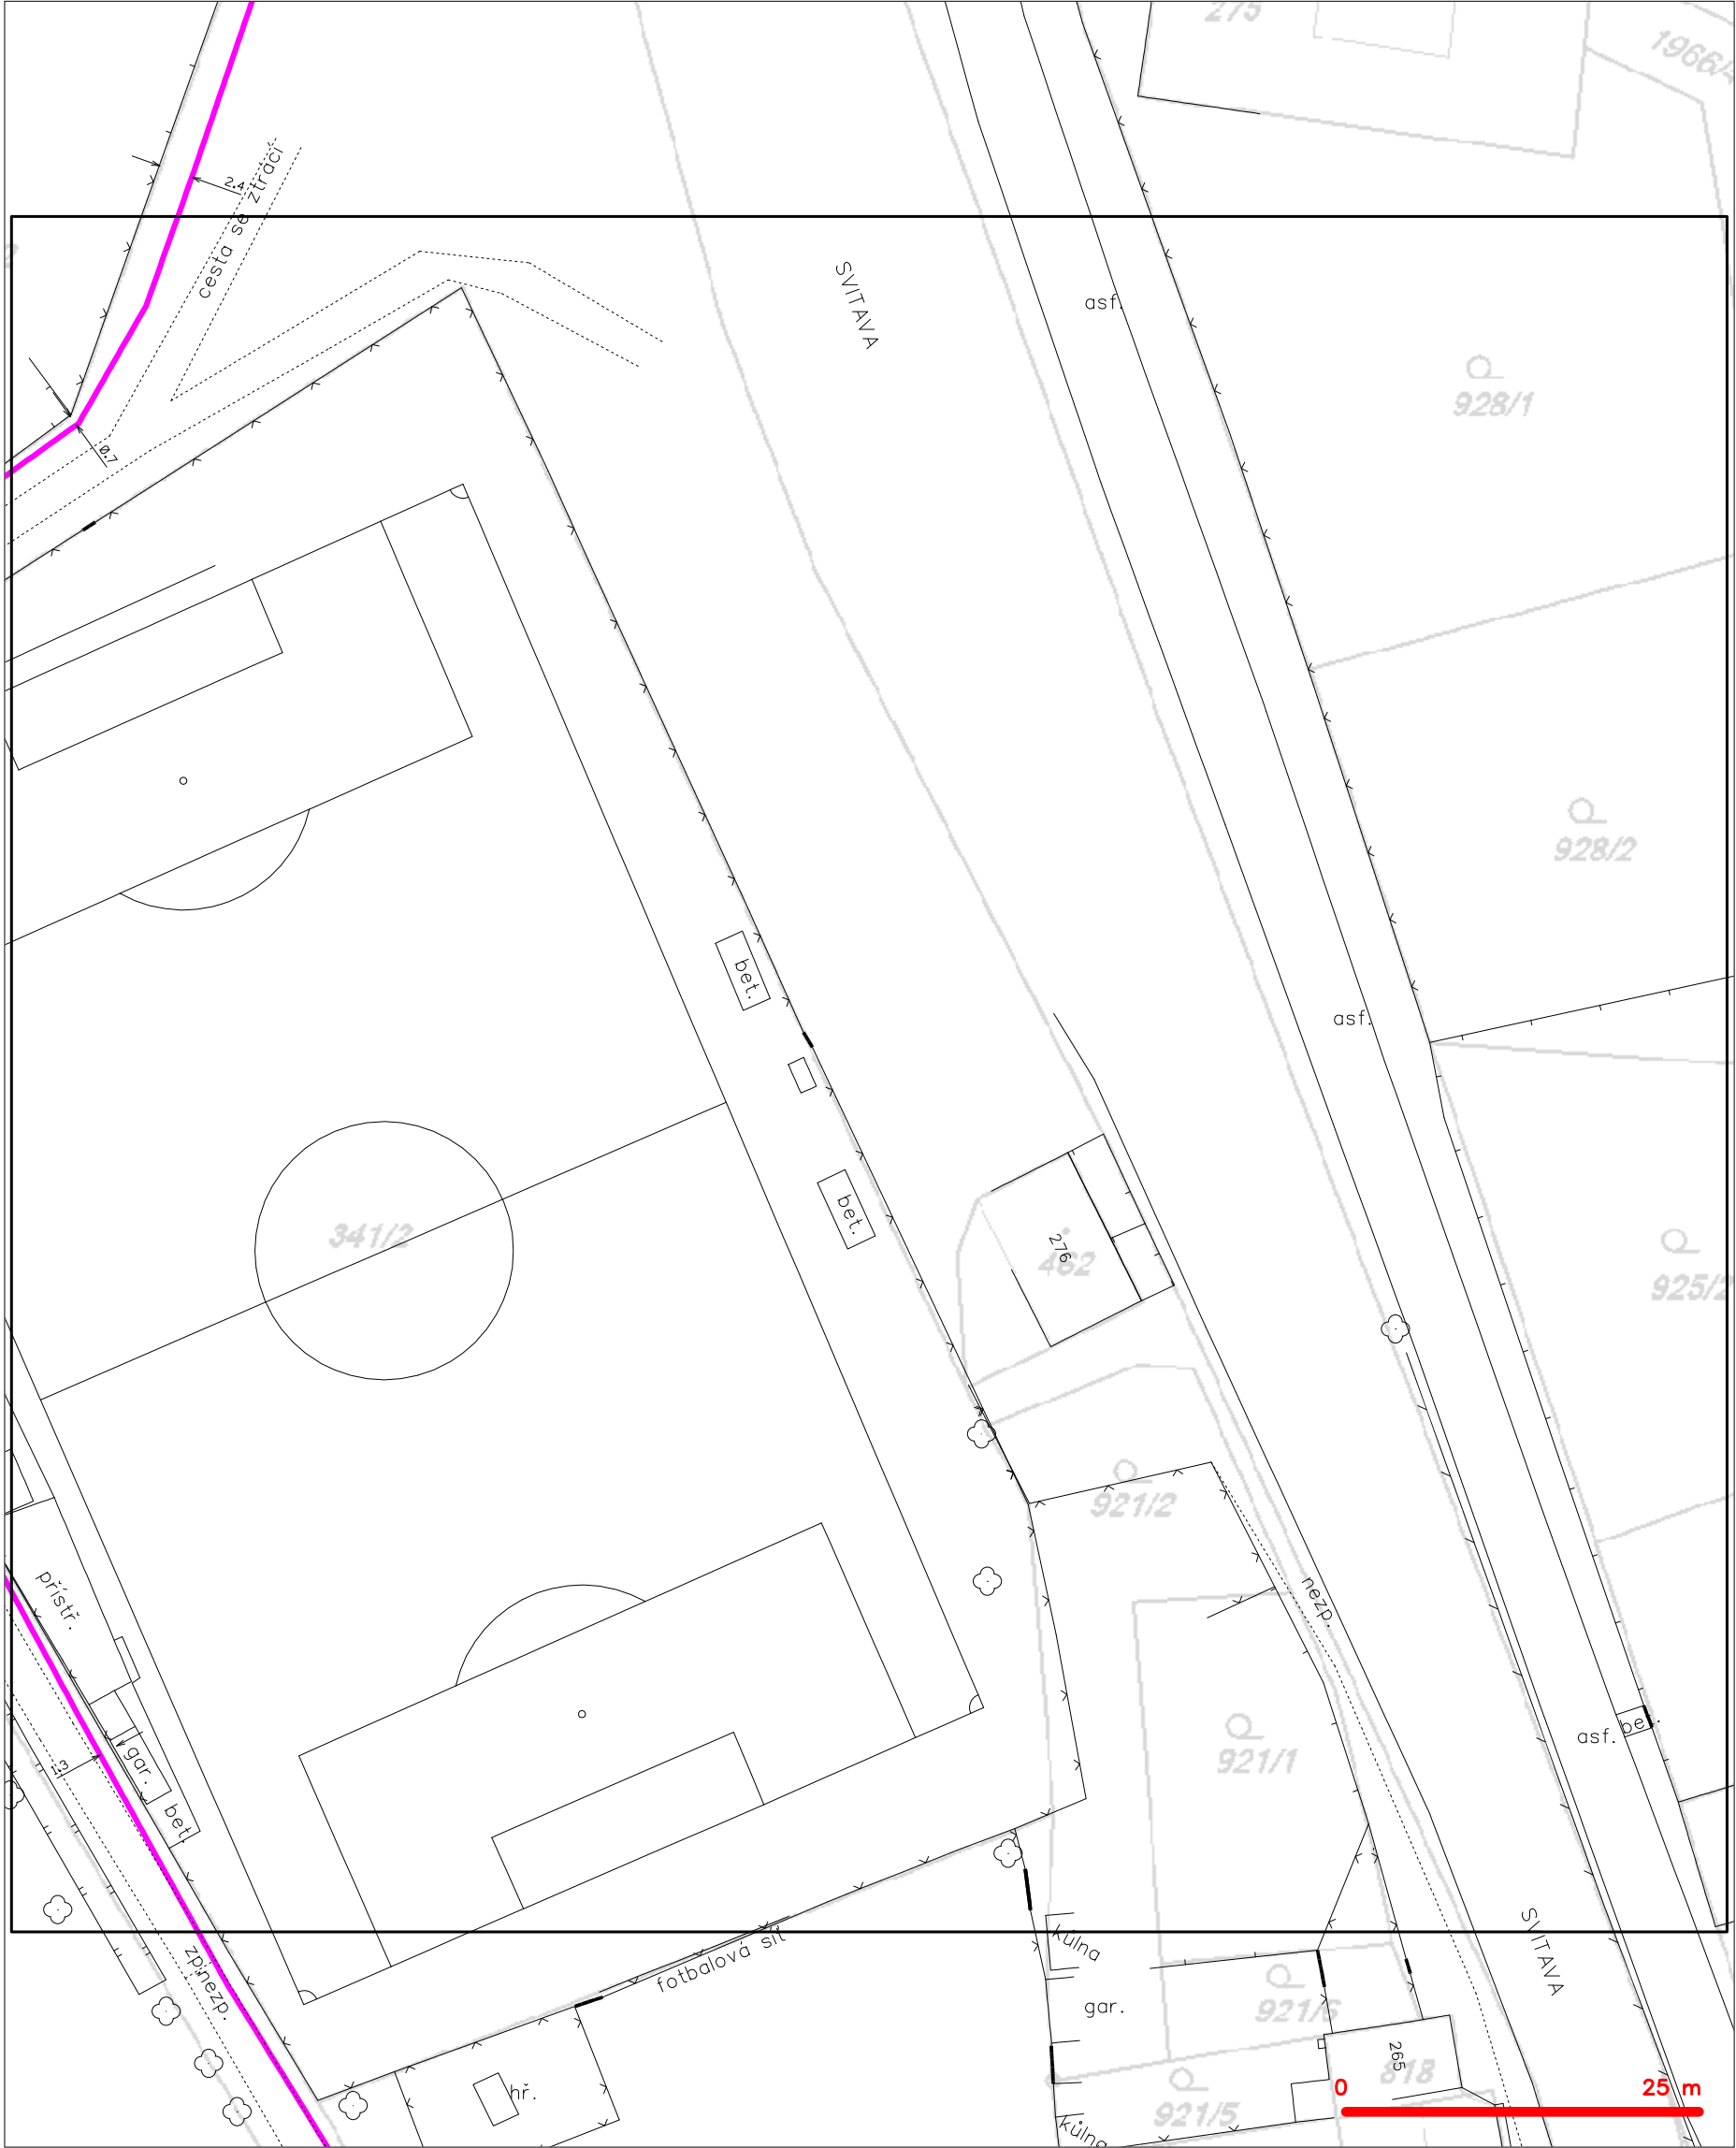 275
1966/4
2.4
cesta se ztrácí
SVITAVA
asf.
928/1
0.7
928/2
bet.
asf.
bet.
341/2
276
462
925/2
921/2
přístř.
nezp.
921/1
asf.
bet.
1.3
gar.
bet.
SVITAVA
zp.
nezp.
fotbalová síť
kůlna
gar.
921/6
265
818
hř.
921/5
kůlna
0
25 m